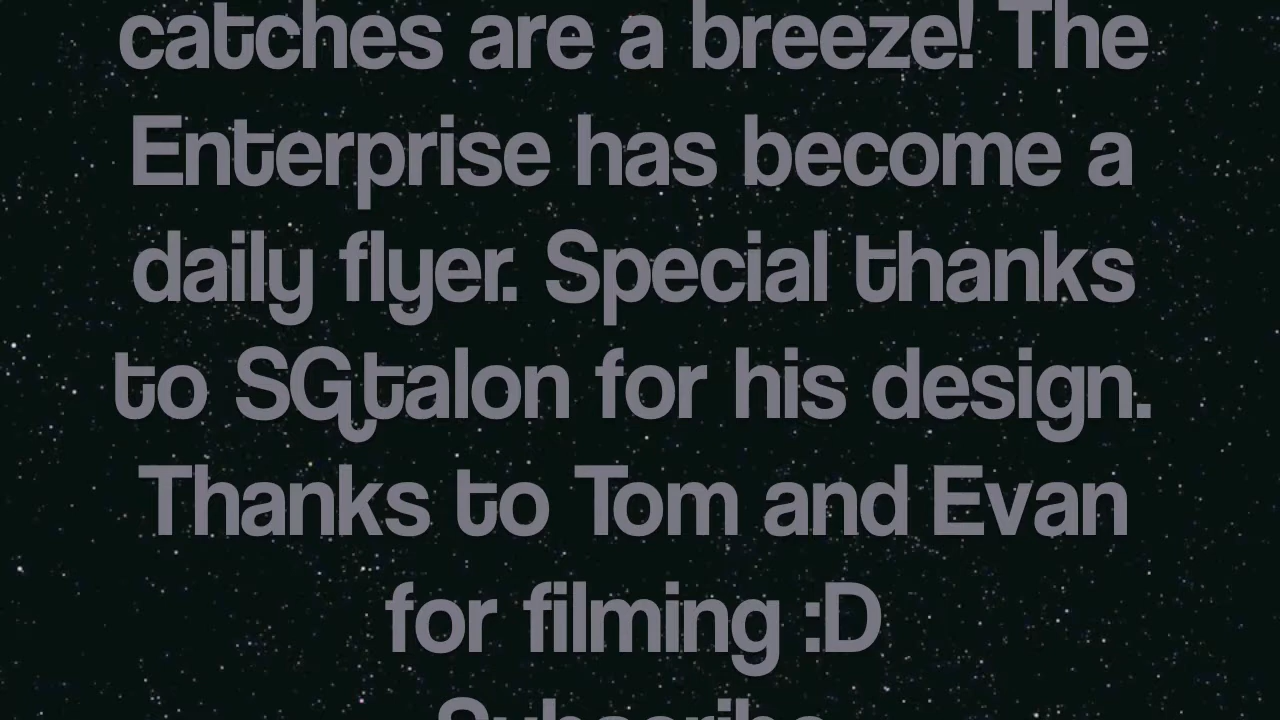 catches are a breeze! The
Enterprise has become a
daily flyer. Special thanks
to SGtalon for his design.
Thanks to Tom and Evan
for filming :D
Subscribe